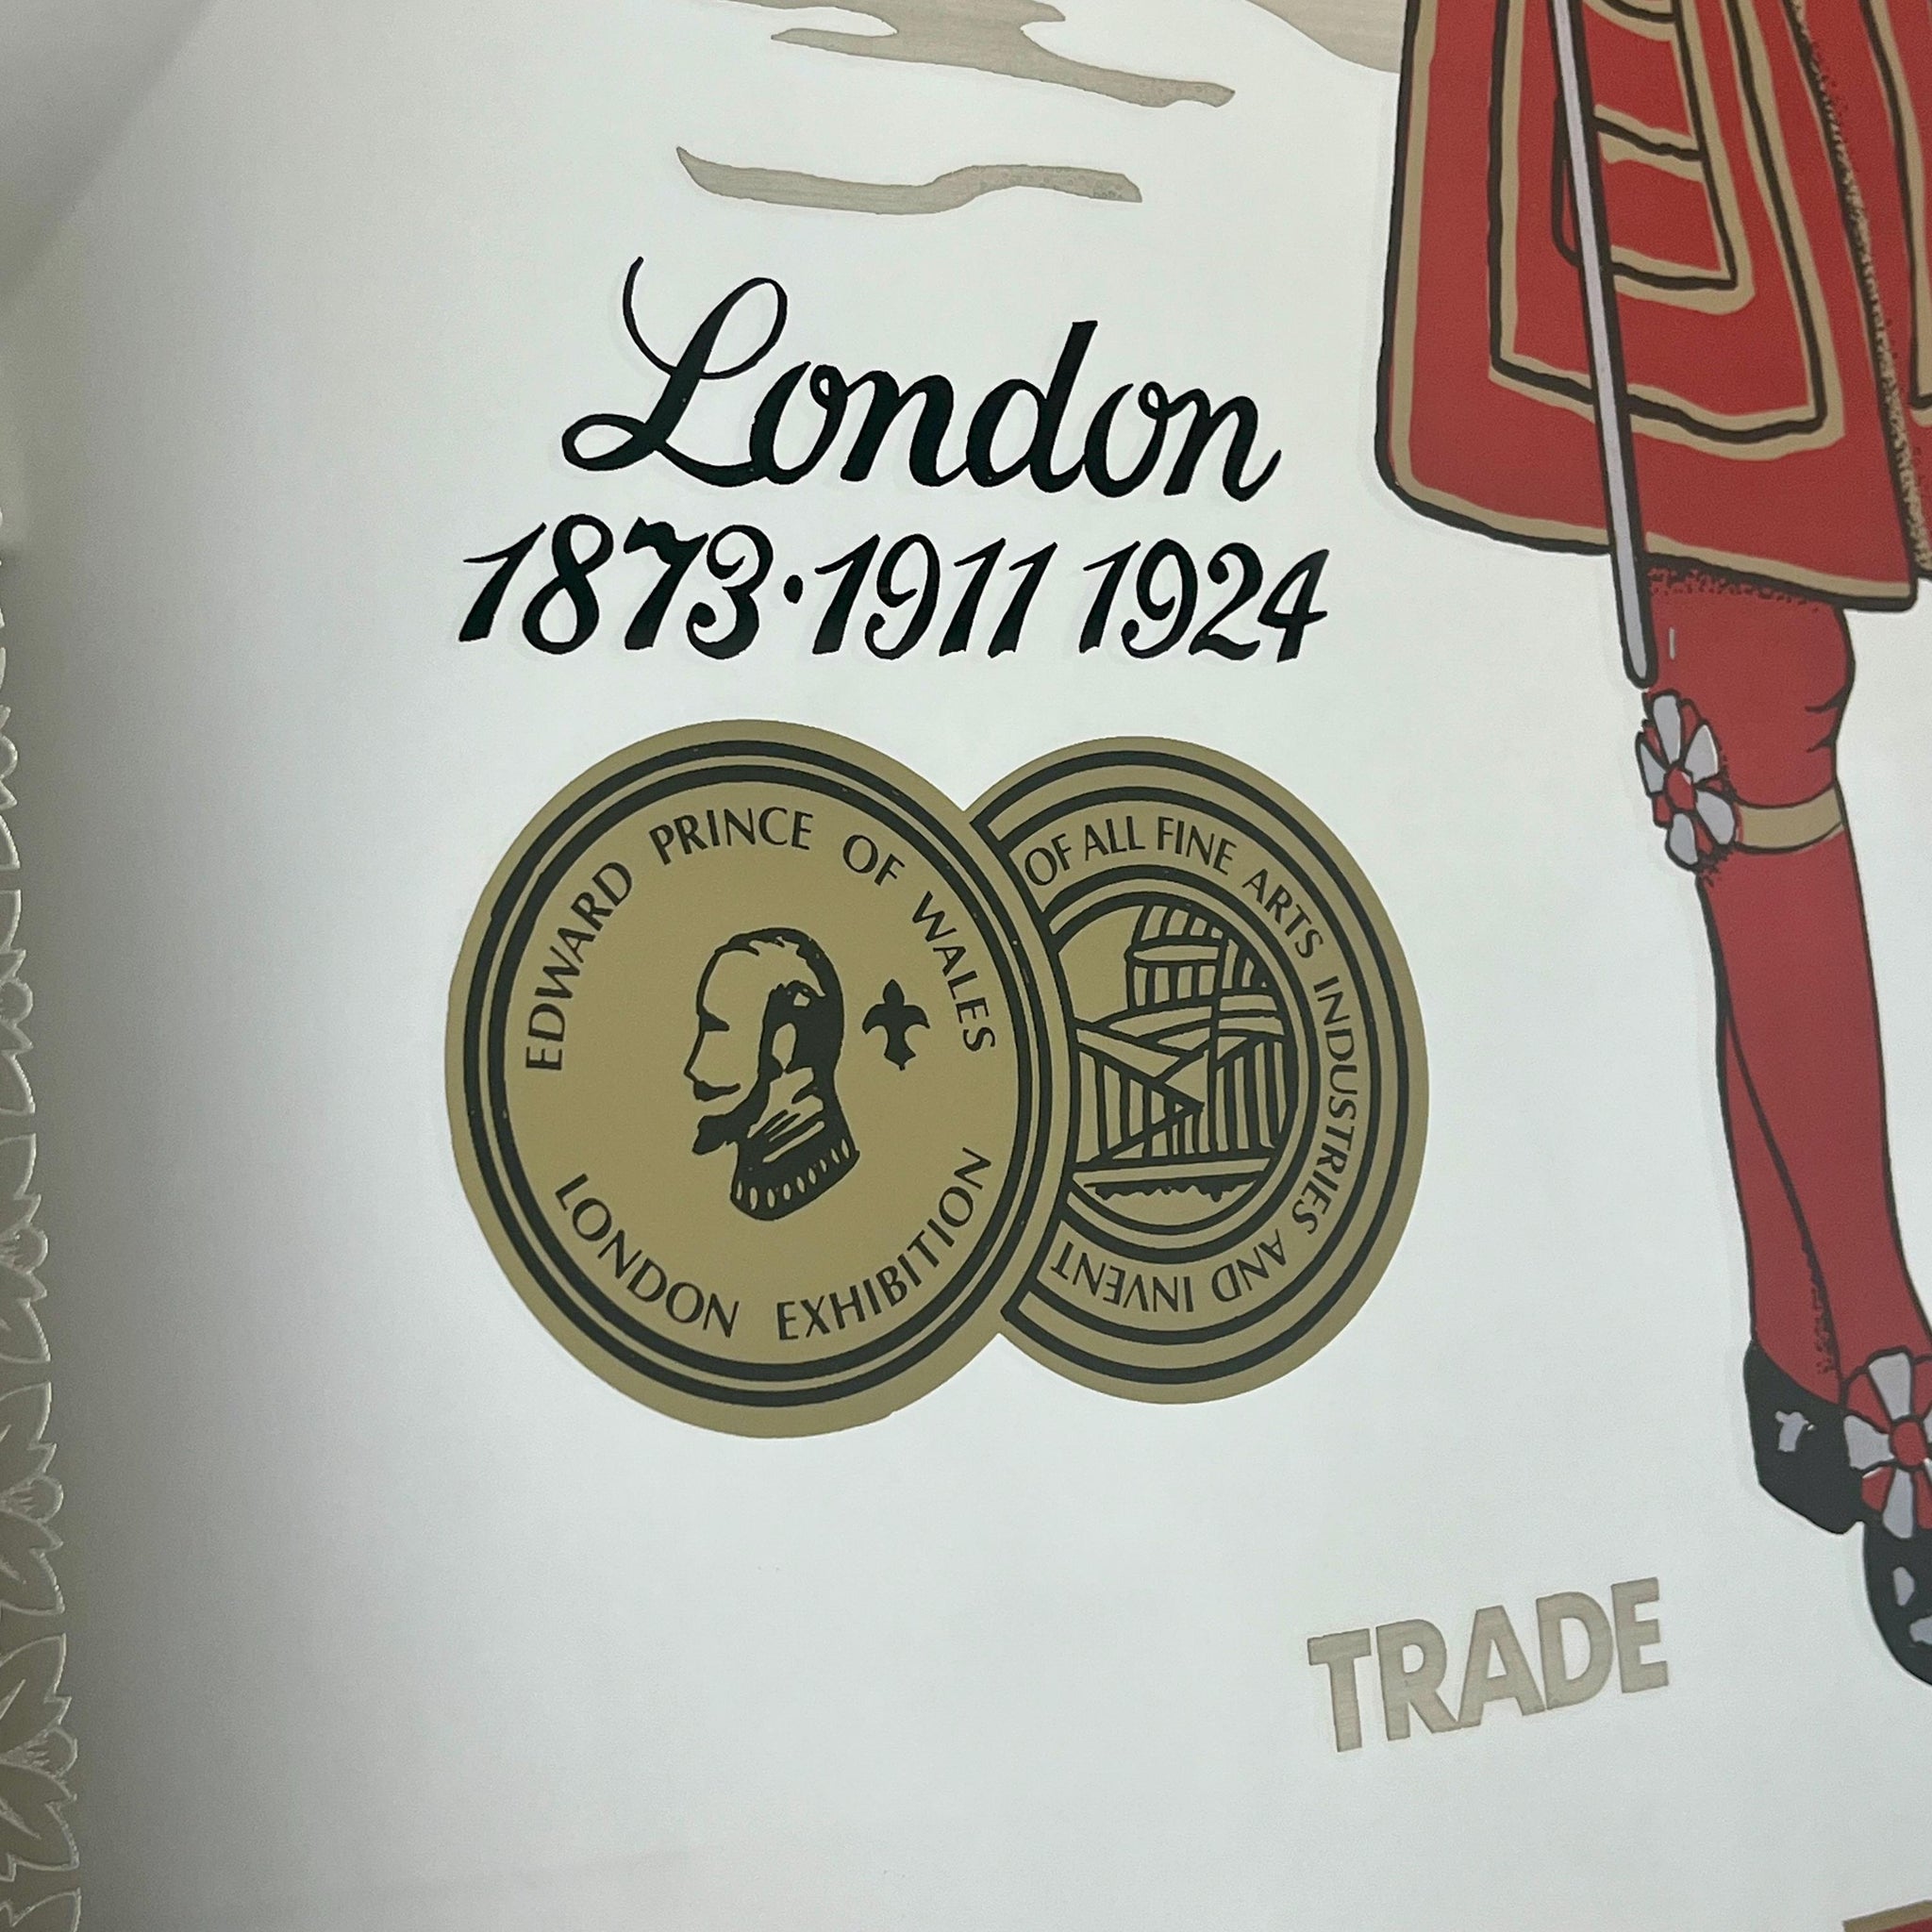 London
1873·1911 1924
EDWARD PRINCE OF WALES
LONDON EXHIBITION
OF ALL FINE ARTS INDUSTRIES AND INVENT
TRADE